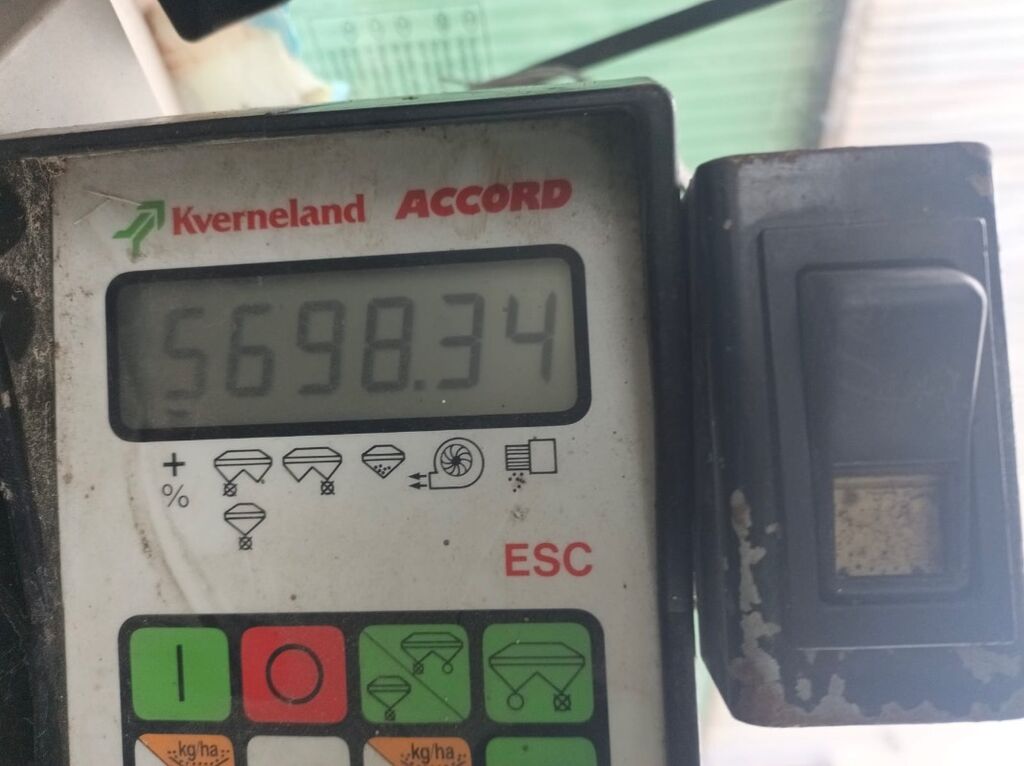 Kverneland ACCORD
5698.34
+
%
ESC
kg/ha kg/ha